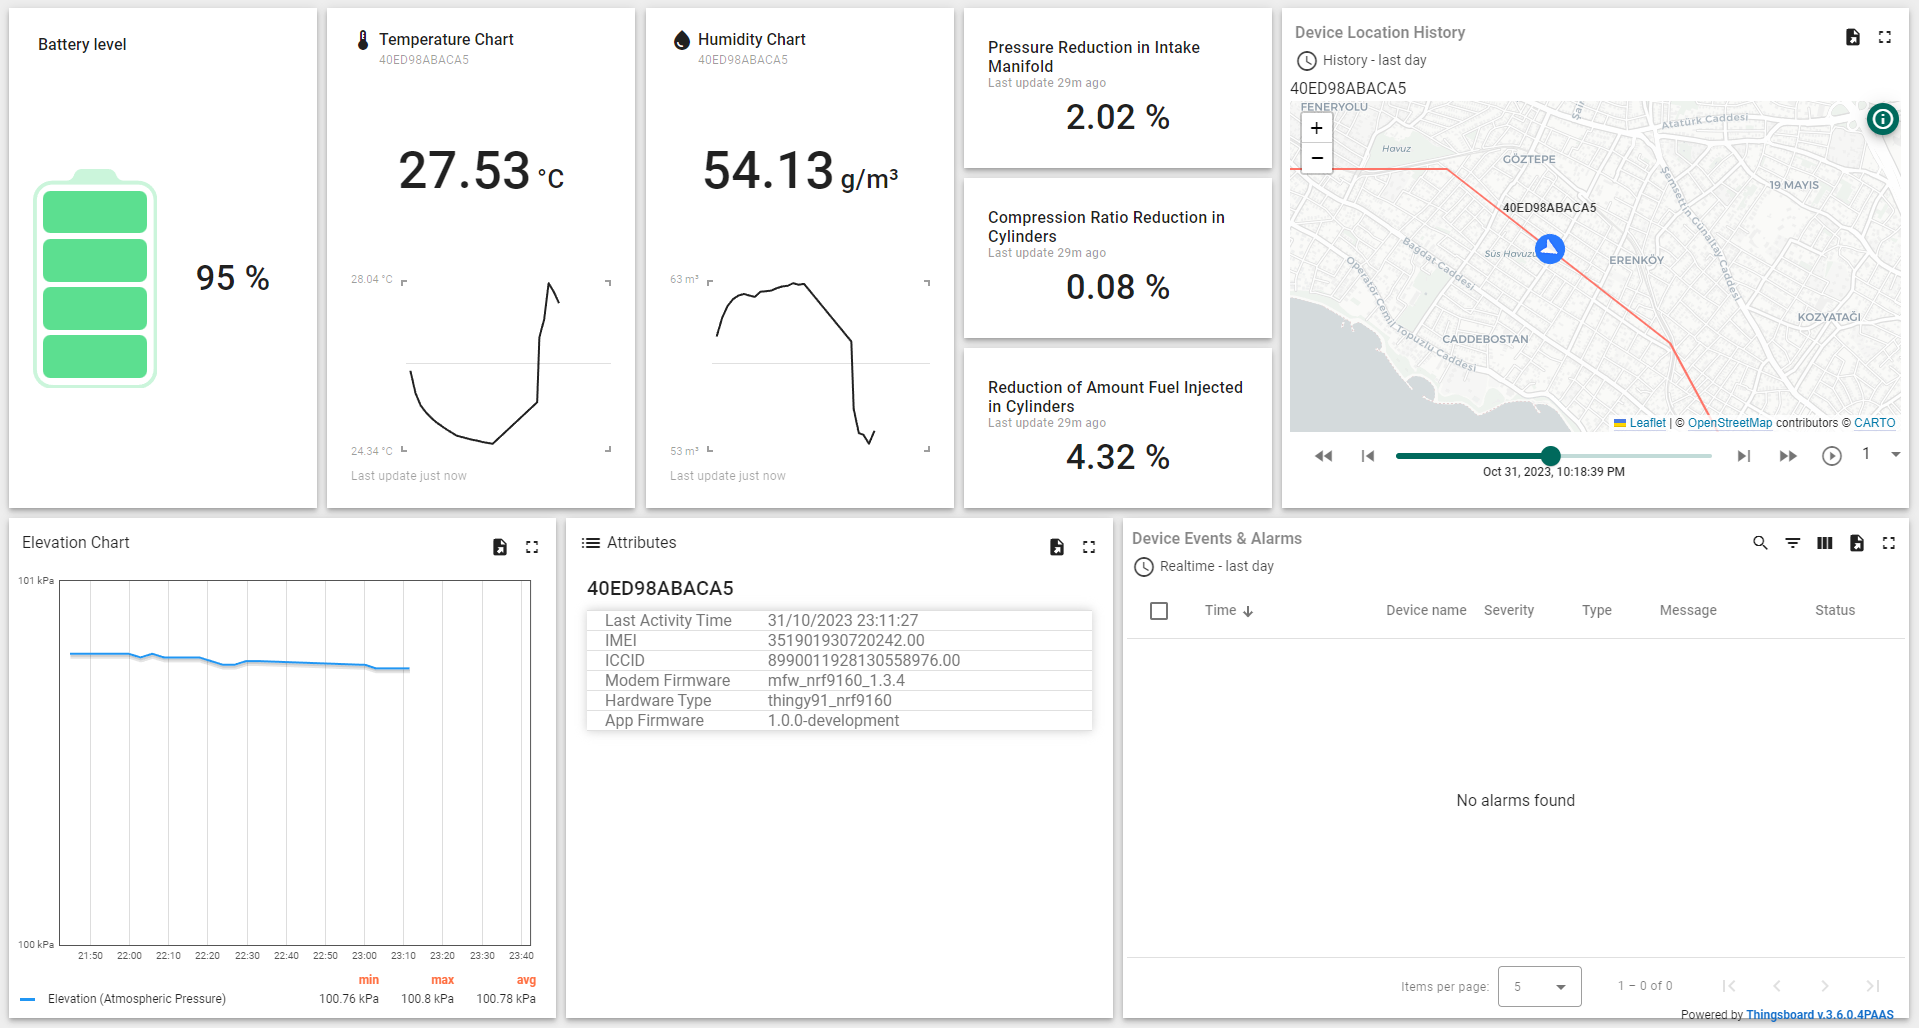 Battery level
95 %
Temperature Chart
40ED98ABACA5
27.53 °C
28.04 °C
24.34 °C
Last update just now
Humidity Chart
40ED98ABACA5
54.13 g/m³
63 m³
53 m³
Last update just now
Pressure Reduction in Intake
Manifold
Last update 29m ago
2.02 %
Compression Ratio Reduction in
Cylinders
Last update 29m ago
0.08 %
Reduction of Amount Fuel Injected
in Cylinders
Last update 29m ago
4.32 %
Device Location History
History - last day
40ED98ABACA5
FENERYOLU
+
−
Havuz
Atatürk Caddesi
GÖZTEPE
19 MAYIS
Şemsettin Günaltay Caddesi
40ED98ABACA5
Bağdat Caddesi
Süs Havuzu
ERENKÖY
Operatör Cemil Topuzlu Caddesi
KOZYATAĞI
CADDEBOSTAN
Leaflet | © OpenStreetMap contributors © CARTO
1
Oct 31, 2023, 10:18:39 PM
Elevation Chart
101 kPa
100 kPa
21:50 22:00 22:10 22:20 22:30 22:40 22:50 23:00 23:10 23:20 23:30 23:40
min max avg
Elevation (Atmospheric Pressure) 100.76 kPa 100.8 kPa 100.78 kPa
Attributes
40ED98ABACA5
Last Activity Time 31/10/2023 23:11:27
IMEI 351901930720242.00
ICCID 8990011928130558976.00
Modem Firmware mfw_nrf9160_1.3.4
Hardware Type thingy91_nrf9160
App Firmware 1.0.0-development
Device Events & Alarms
Realtime - last day
Time Device name Severity Type Message Status
No alarms found
Items per page: 5 1 – 0 of 0
Powered by Thingsboard v.3.6.0.4PAAS